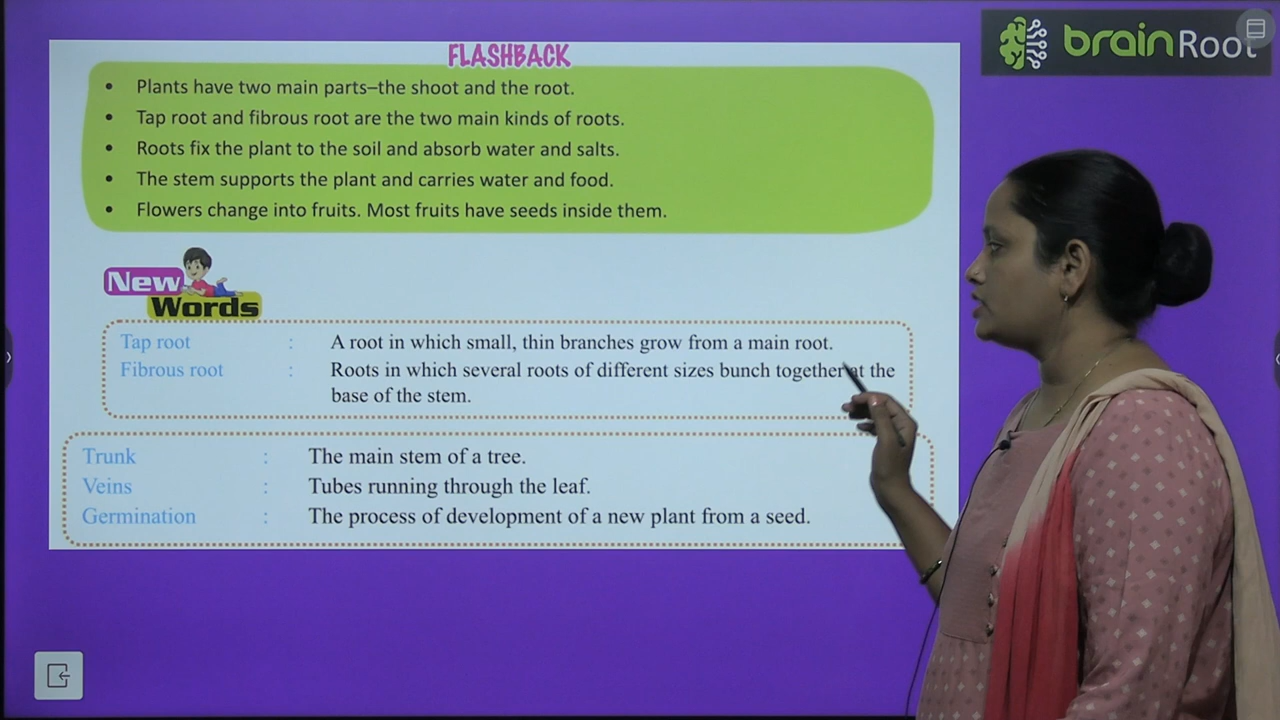 brainRoot
FLASHBACK
• Plants have two main parts–the shoot and the root.
• Tap root and fibrous root are the two main kinds of roots.
• Roots fix the plant to the soil and absorb water and salts.
• The stem supports the plant and carries water and food.
• Flowers change into fruits. Most fruits have seeds inside them.
New
Words
Tap root : A root in which small, thin branches grow from a main root.
Fibrous root : Roots in which several roots of different sizes bunch together at the
base of the stem.
Trunk : The main stem of a tree.
Veins : Tubes running through the leaf.
Germination : The process of development of a new plant from a seed.